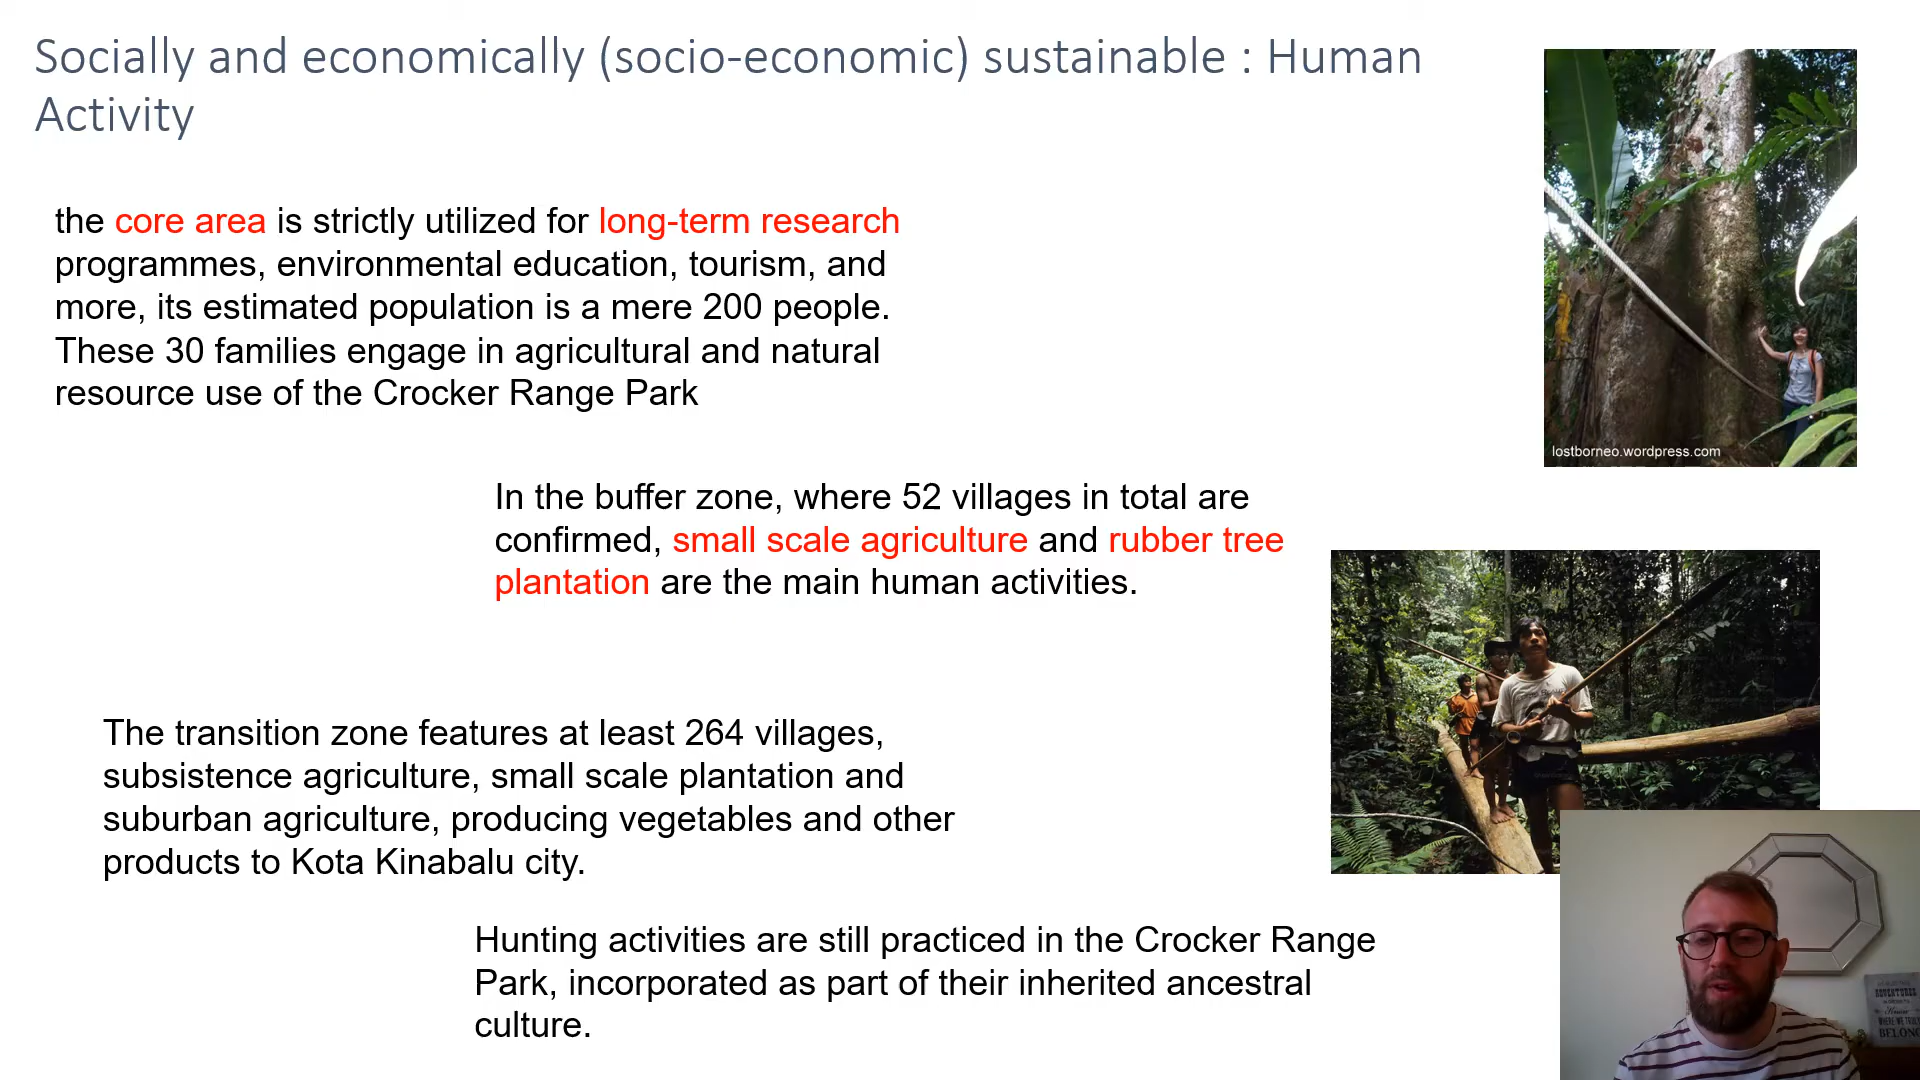 Socially and economically (socio-economic) sustainable : Human
Activity
the core area is strictly utilized for long-term research
programmes, environmental education, tourism, and
more, its estimated population is a mere 200 people.
These 30 families engage in agricultural and natural
resource use of the Crocker Range Park
lostborneo.wordpress.com
In the buffer zone, where 52 villages in total are
confirmed, small scale agriculture and rubber tree
plantation are the main human activities.
The transition zone features at least 264 villages,
subsistence agriculture, small scale plantation and
suburban agriculture, producing vegetables and other
products to Kota Kinabalu city.
Hunting activities are still practiced in the Crocker Range
Park, incorporated as part of their inherited ancestral
culture.
ADVENTURES
WHERE WE TRULY
BELONG